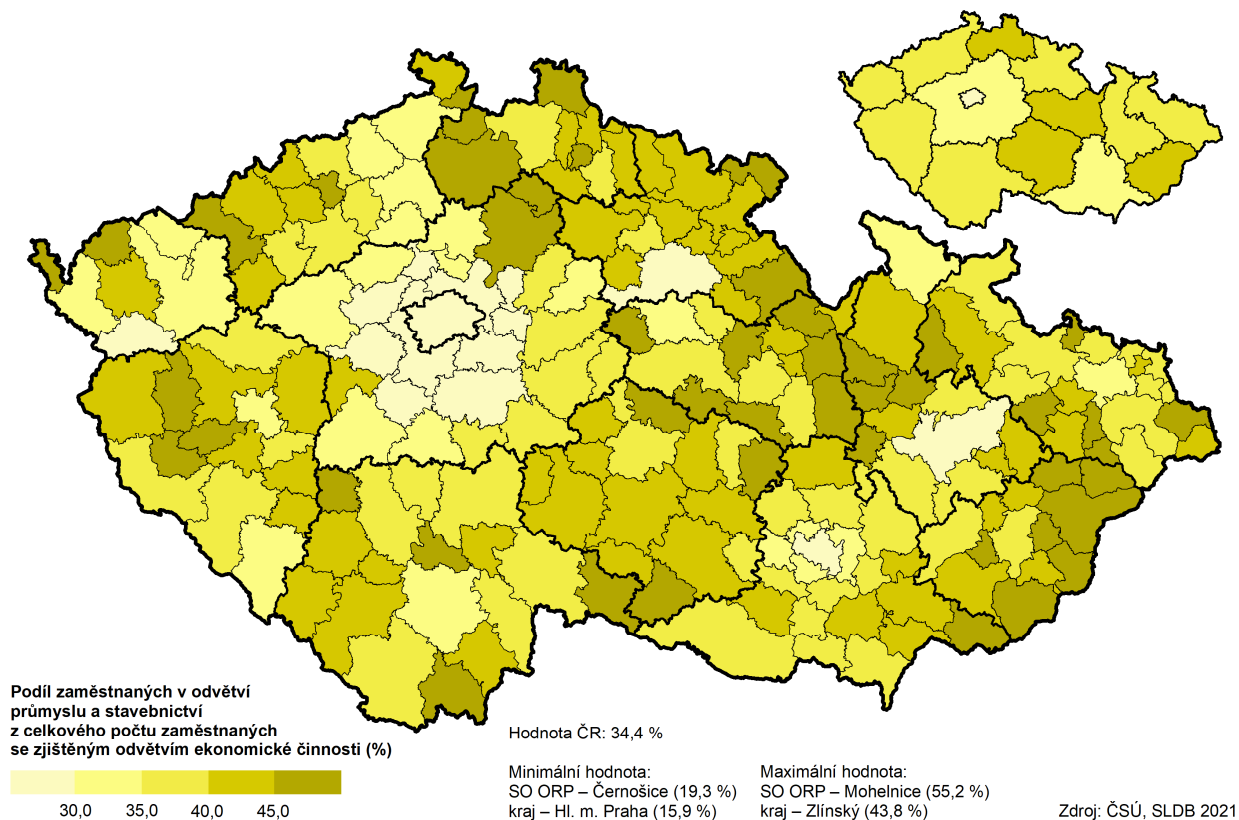 Podíl zaměstnaných v odvětví
průmyslu a stavebnictví
z celkového počtu zaměstnaných
se zjištěným odvětvím ekonomické činnosti (%)
30,0 35,0 40,0 45,0
Hodnota ČR: 34,4 %
Minimální hodnota:
SO ORP – Černošice (19,3 %)
kraj – Hl. m. Praha (15,9 %)
Maximální hodnota:
SO ORP – Mohelnice (55,2 %)
kraj – Zlínský (43,8 %)
Zdroj: ČSÚ, SLDB 2021